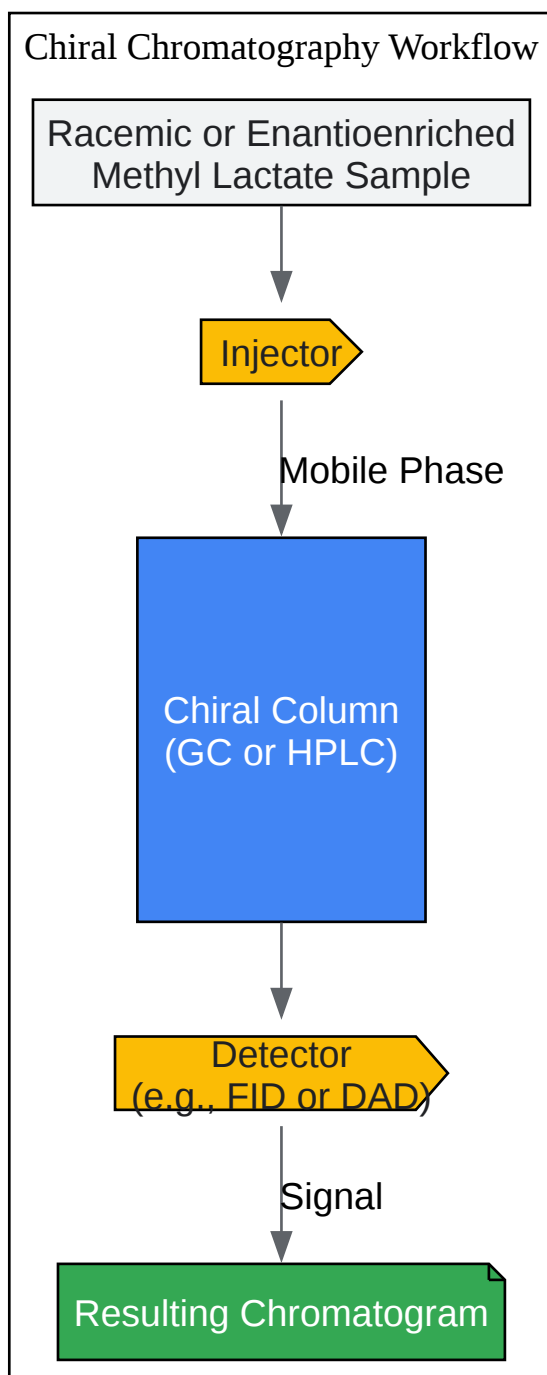 Chiral Chromatography Workflow
Racemic or Enantioenriched
Methyl Lactate Sample
Injector
Mobile Phase
Chiral Column
(GC or HPLC)
Detector
(e.g., FID or DAD)
Signal
Resulting Chromatogram